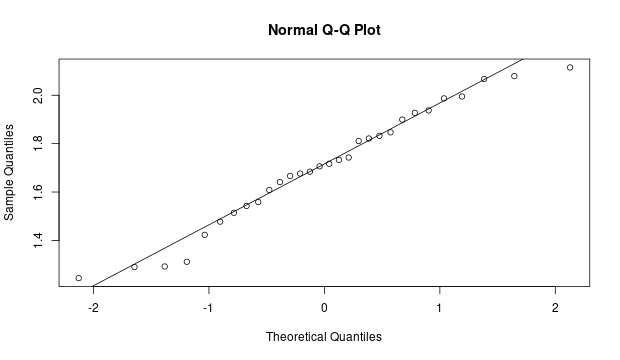 Normal Q-Q Plot
Sample Quantiles
2.0
1.8
1.6
1.4
-2 -1 0 1 2
Theoretical Quantiles